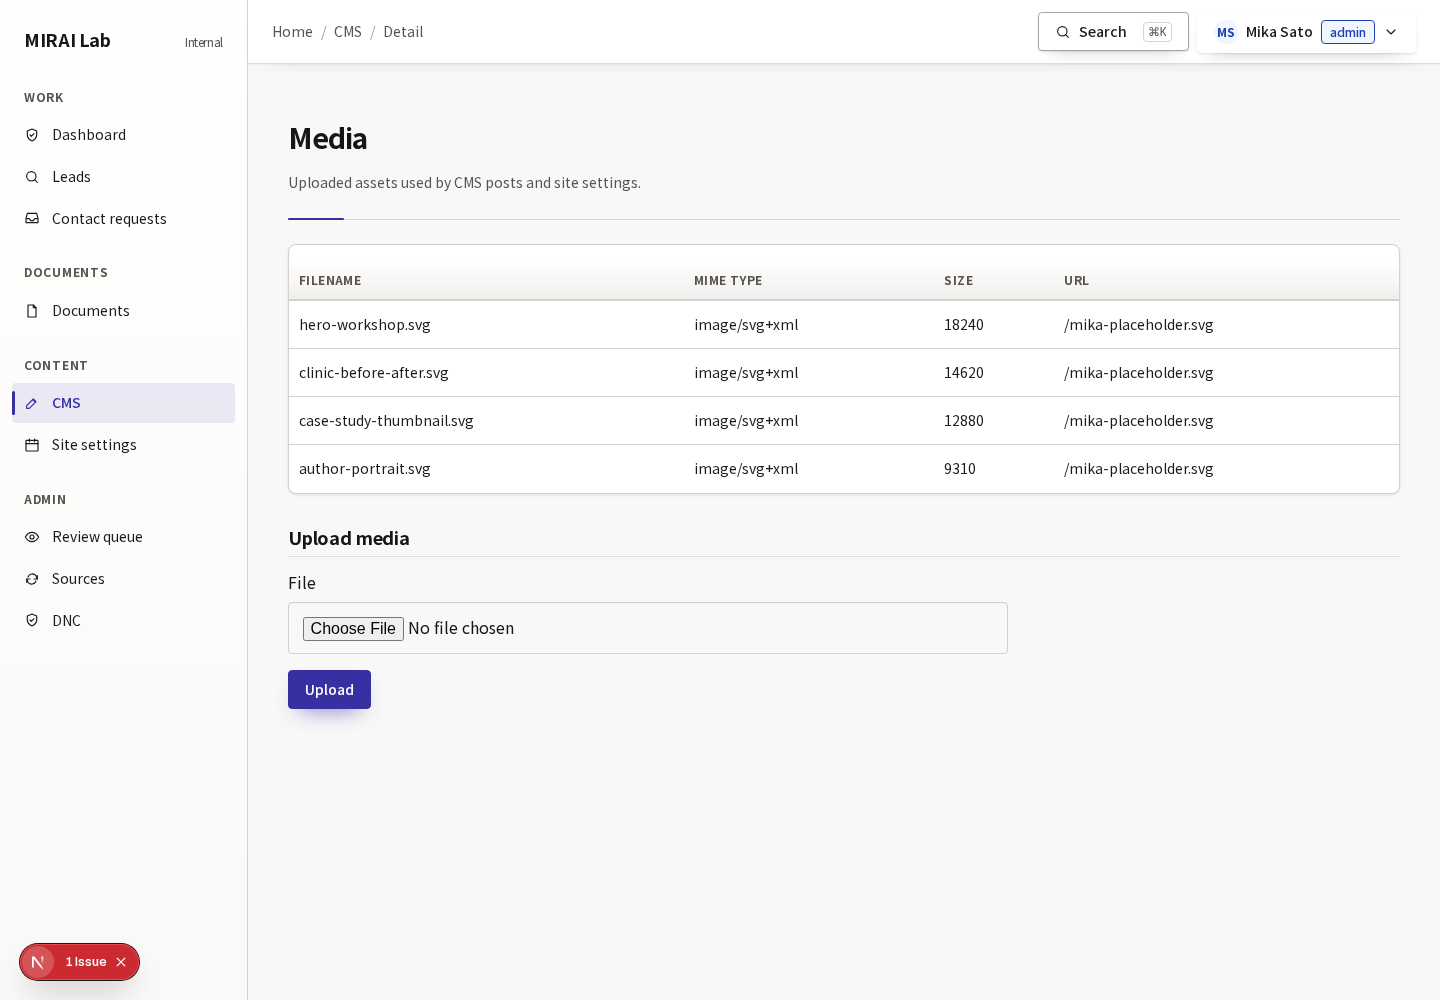 MIRAI Lab
Internal
WORK
Dashboard
Leads
Contact requests
DOCUMENTS
Documents
CONTENT
CMS
Site settings
ADMIN
Review queue
Sources
DNC
1 Issue
Home / CMS / Detail
Search ⌘K
MS Mika Sato admin
Media
Uploaded assets used by CMS posts and site settings.
FILENAME MIME TYPE SIZE URL
hero-workshop.svg image/svg+xml 18240 /mika-placeholder.svg
clinic-before-after.svg image/svg+xml 14620 /mika-placeholder.svg
case-study-thumbnail.svg image/svg+xml 12880 /mika-placeholder.svg
author-portrait.svg image/svg+xml 9310 /mika-placeholder.svg
Upload media
File
Choose File No file chosen
Upload